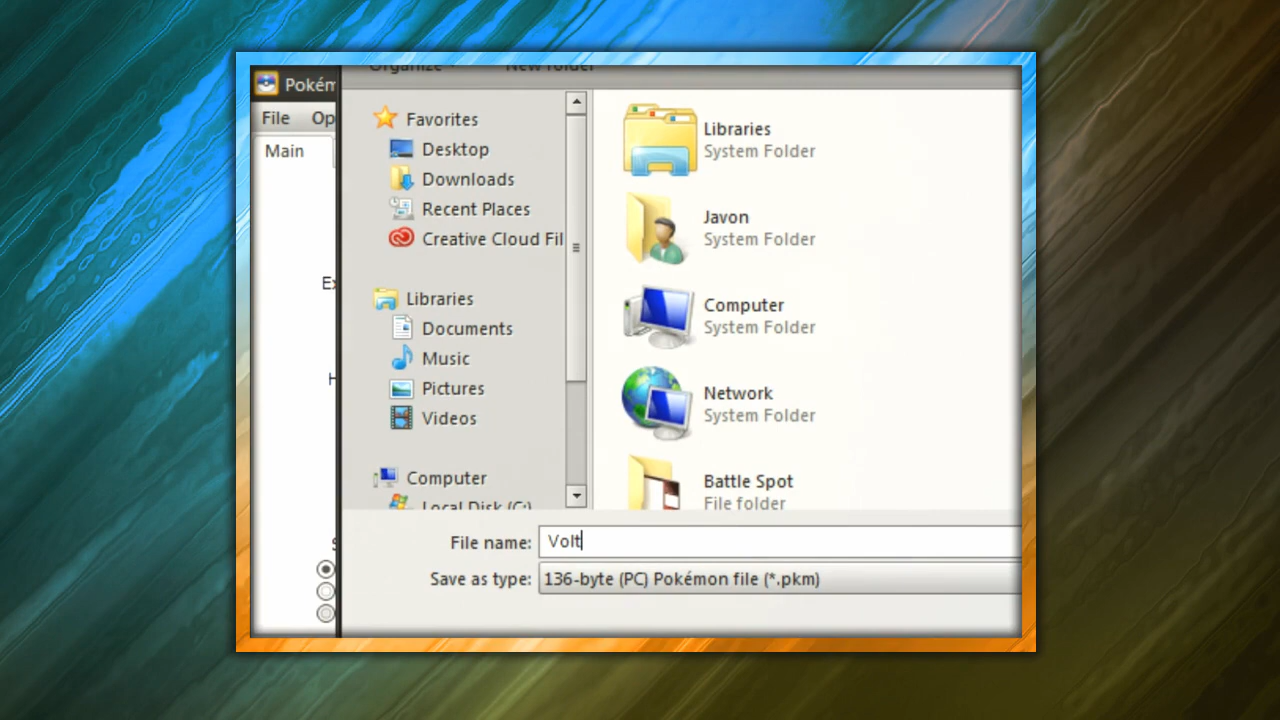 Organize
New folder
Pokém
File Op
Main
Favorites
Desktop
Downloads
Recent Places
Creative Cloud Fil
Libraries
Documents
Music
Pictures
Videos
Computer
Local Disk (C:)
Libraries
System Folder
Javon
System Folder
Computer
System Folder
Network
System Folder
Battle Spot
File folder
File name: Volt
Save as type: 136-byte (PC) Pokémon file (*.pkm)